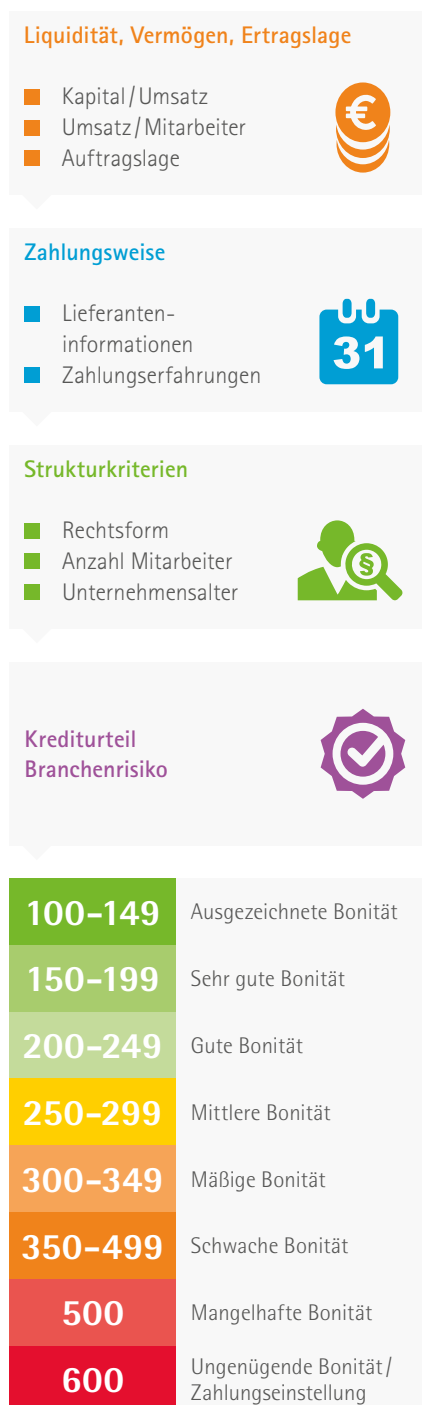 Liquidität, Vermögen, Ertragslage
Kapital/Umsatz
Umsatz/Mitarbeiter
Auftragslage
€
Zahlungsweise
Lieferanten-
informationen
Zahlungserfahrungen
31
Strukturkriterien
Rechtsform
Anzahl Mitarbeiter
Unternehmensalter
§
Krediturteil
Branchenrisiko
100-149 Ausgezeichnete Bonität
150-199 Sehr gute Bonität
200-249 Gute Bonität
250-299 Mittlere Bonität
300-349 Mäßige Bonität
350-499 Schwache Bonität
500 Mangelhafte Bonität
600 Ungenügende Bonität/
Zahlungseinstellung